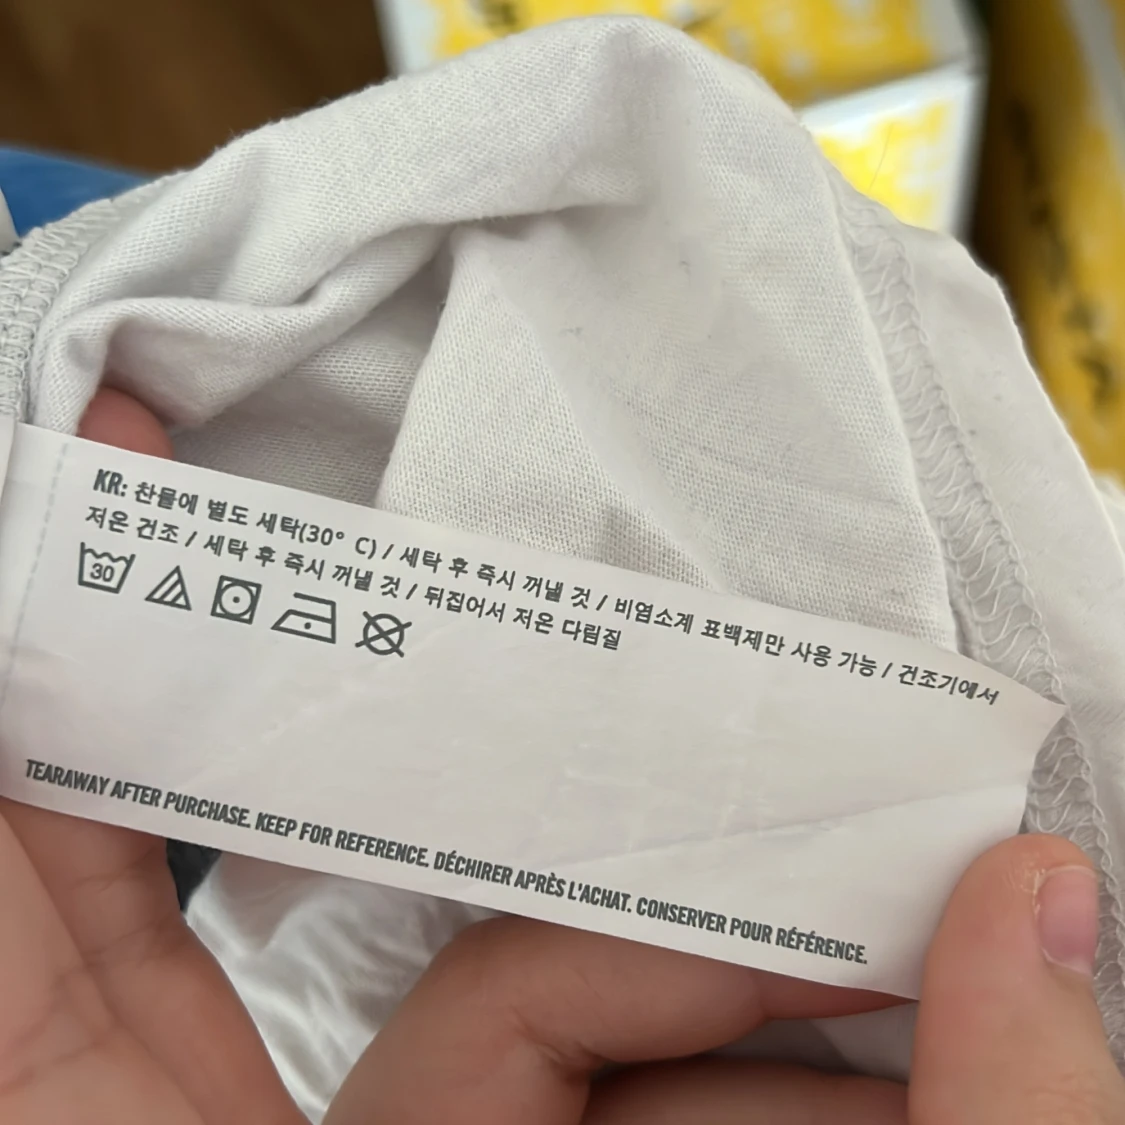 KR: 찬물에 별도 세탁(30° C) / 세탁 후 즉시 꺼낼 것 / 비염소계 표백제만 사용 가능 / 건조기에서
저온 건조 / 세탁 후 즉시 꺼낼 것 / 뒤집어서 저온 다림질
30
TEARAWAY AFTER PURCHASE. KEEP FOR REFERENCE. DÉCHIRER APRÈS L'ACHAT. CONSERVER POUR RÉFÉRENCE.